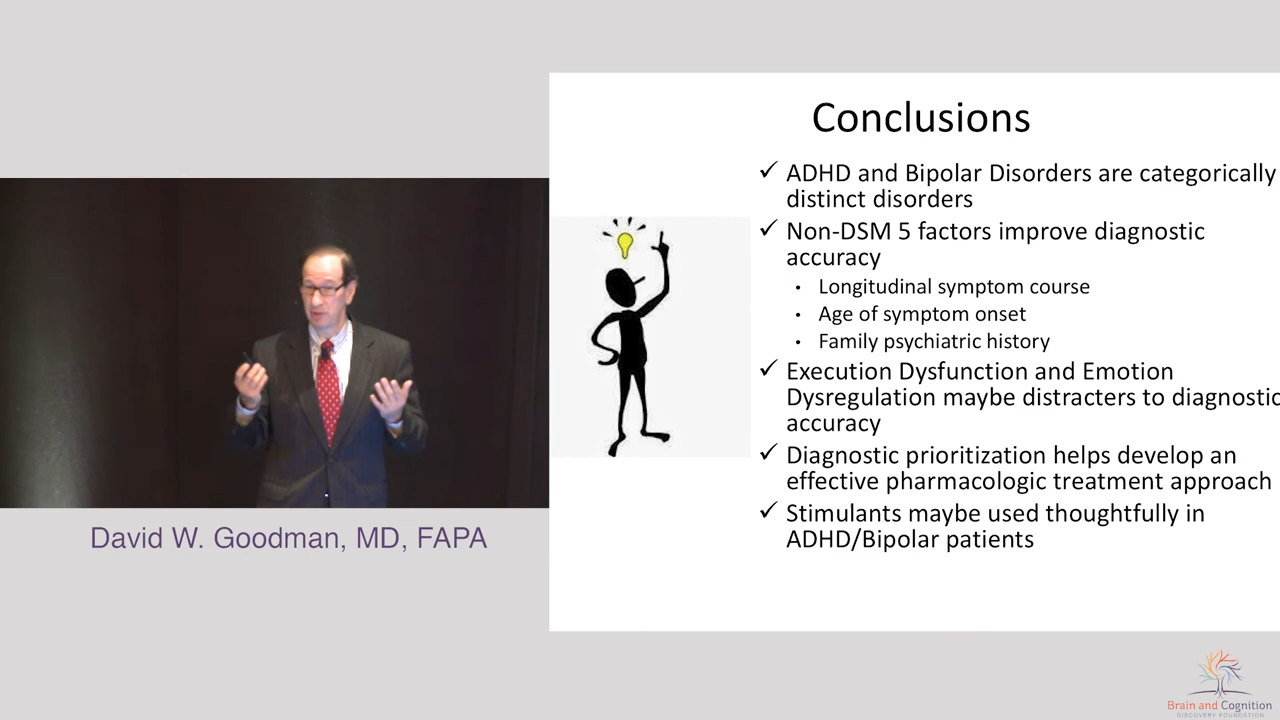 Conclusions
✓ ADHD and Bipolar Disorders are categorically
distinct disorders
✓ Non-DSM 5 factors improve diagnostic
accuracy
• Longitudinal symptom course
• Age of symptom onset
• Family psychiatric history
✓ Execution Dysfunction and Emotion
Dysregulation maybe distracters to diagnostic
accuracy
✓ Diagnostic prioritization helps develop an
effective pharmacologic treatment approach
✓ Stimulants maybe used thoughtfully in
ADHD/Bipolar patients
David W. Goodman, MD, FAPA
Brain and Cognition
DISCOVERY FOUNDATION